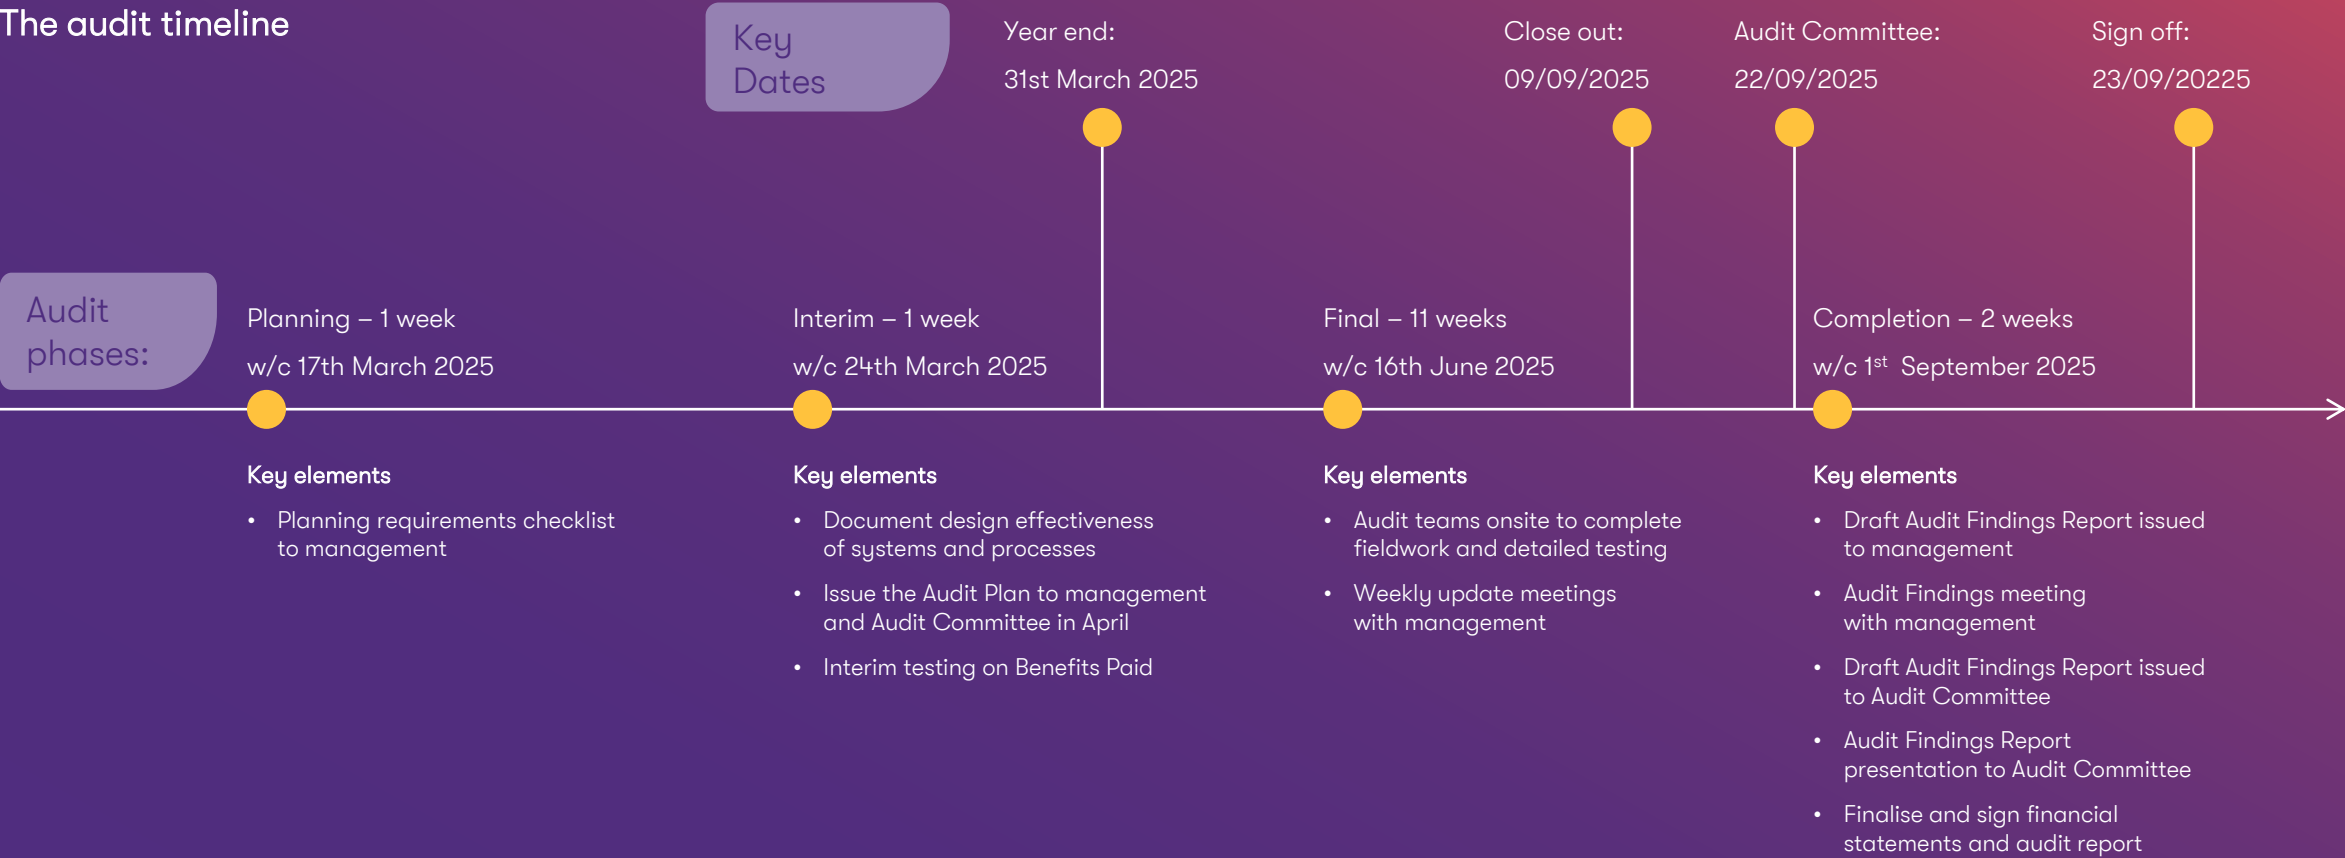 The audit timeline
Key
Dates
Year end:
31st March 2025
Close out:
09/09/2025
Audit Committee:
22/09/2025
Sign off:
23/09/20225
Audit
phases:
Planning – 1 week
w/c 17th March 2025
Interim – 1 week
w/c 24th March 2025
Final – 11 weeks
w/c 16th June 2025
Completion – 2 weeks
w/c 1st September 2025
Key elements
• Planning requirements checklist
to management
Key elements
• Document design effectiveness
of systems and processes
• Issue the Audit Plan to management
and Audit Committee in April
• Interim testing on Benefits Paid
Key elements
• Audit teams onsite to complete
fieldwork and detailed testing
• Weekly update meetings
with management
Key elements
• Draft Audit Findings Report issued
to management
• Audit Findings meeting
with management
• Draft Audit Findings Report issued
to Audit Committee
• Audit Findings Report
presentation to Audit Committee
• Finalise and sign financial
statements and audit report